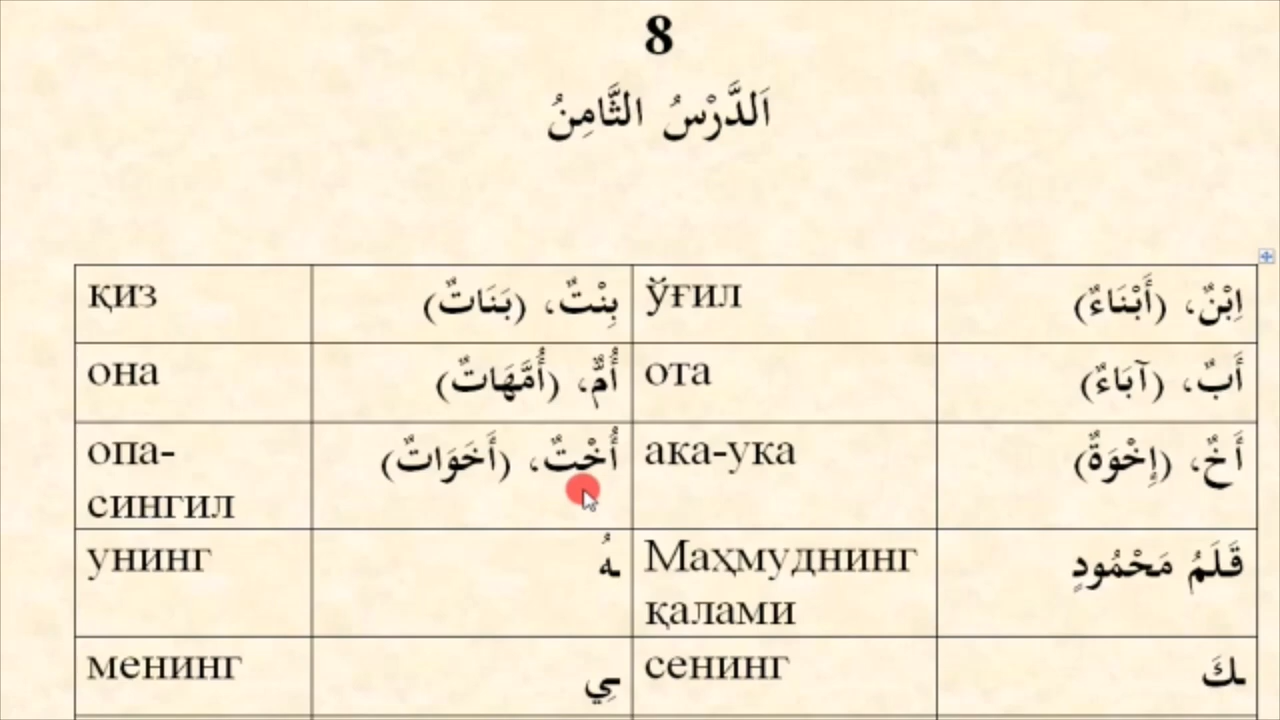 8
اَلدَّرْسُ الثَّامِنُ
қиз
بِنْتٌ، (بَنَاتٌ)
ўғил
اِبْنٌ، (أَبْنَاءٌ)
она
أُمٌّ، (أُمَّهَاتٌ)
ота
أَبٌ، (آبَاءٌ)
опа-
сингил
أُخْتٌ، (أَخَوَاتٌ)
ака-ука
أَخٌ، (إِخْوَةٌ)
унинг
ـهُ
Маҳмуднинг
қалами
قَلَمُ مَحْمُودٍ
менинг
ـِي
сенинг
ـكَ